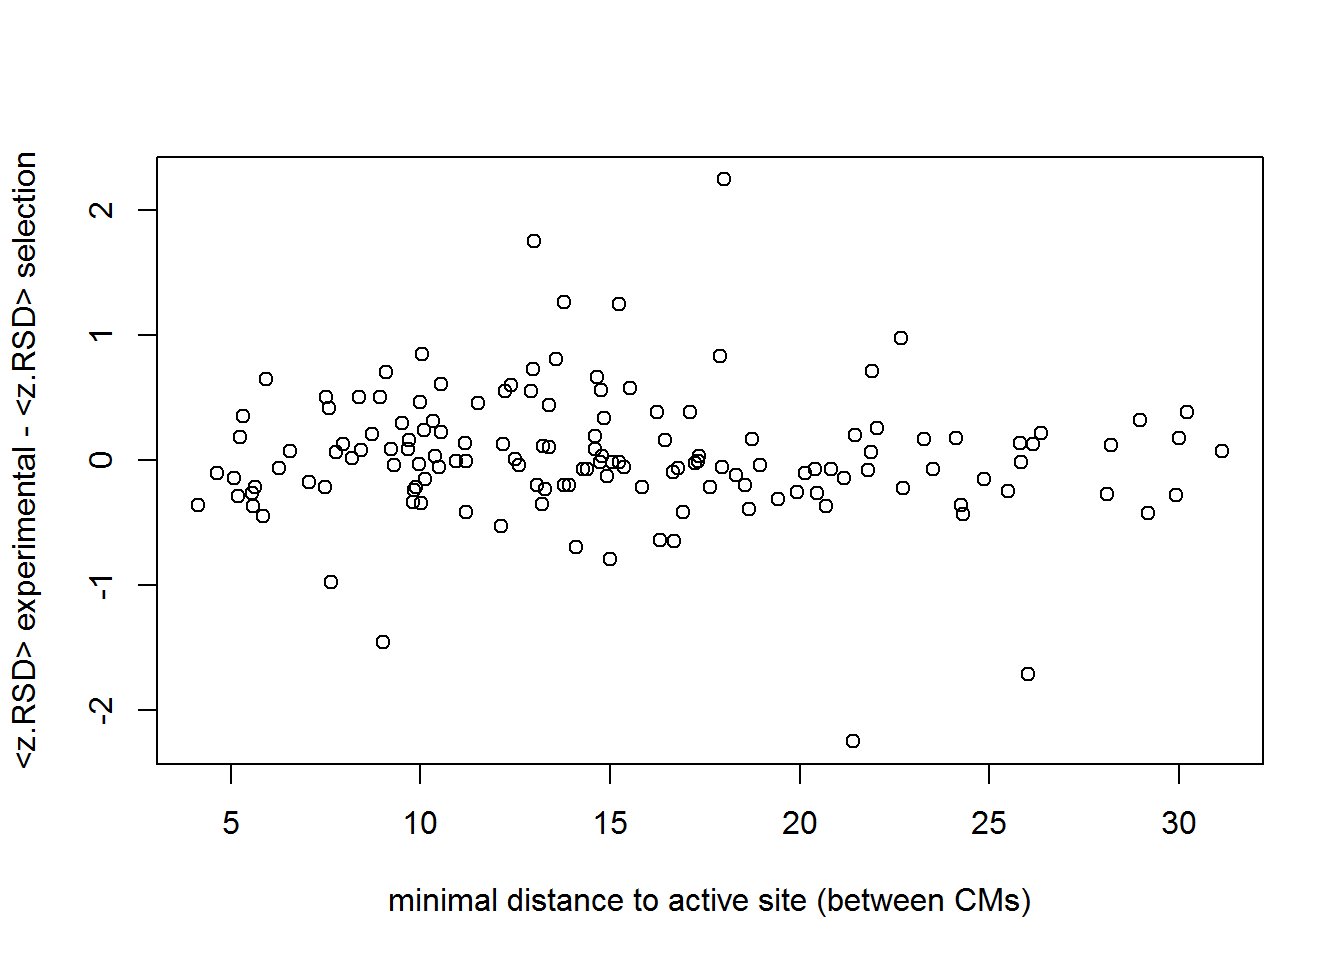 <z.RSD> experimental - <z.RSD> selection
2
1
0
-1
-2
5 10 15 20 25 30
minimal distance to active site (between CMs)